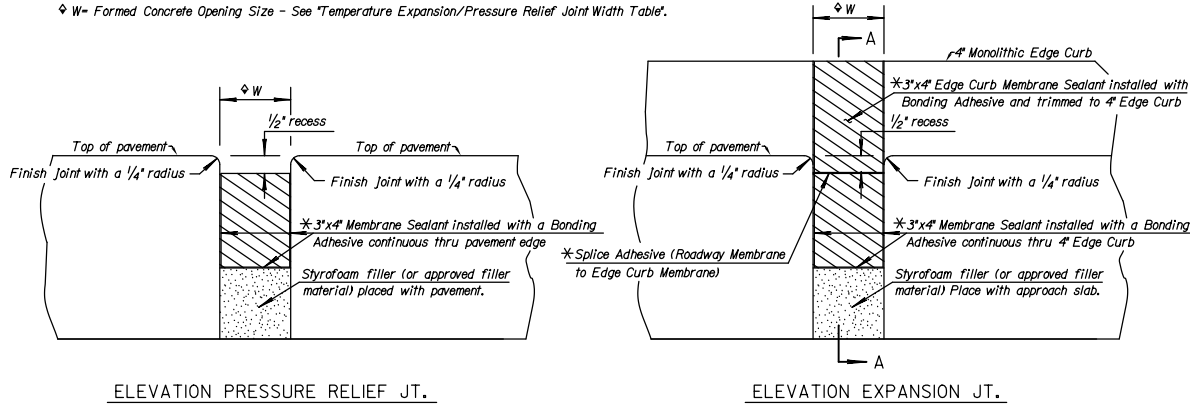 ◊ W= Formed Concrete Opening Size - See "Temperature Expansion/Pressure Relief Joint Width Table".
◊ W
1/2" recess
Top of pavement
Top of pavement
Finish joint with a 1/4" radius
Finish joint with a 1/4" radius
*3"x4" Membrane Sealant installed with a Bonding
Adhesive continuous thru pavement edge
Styrofoam filler (or approved filler
material) placed with pavement.
ELEVATION PRESSURE RELIEF JT.
◊ W
A
4" Monolithic Edge Curb
*3"x4" Edge Curb Membrane Sealant installed with
Bonding Adhesive and trimmed to 4" Edge Curb
1/2" recess
Top of pavement
Top of pavement
Finish joint with a 1/4" radius
Finish joint with a 1/4" radius
*3"x4" Membrane Sealant installed with a Bonding
Adhesive continuous thru 4" Edge Curb
*Splice Adhesive (Roadway Membrane
to Edge Curb Membrane)
Styrofoam filler (or approved filler
material) Place with approach slab.
A
ELEVATION EXPANSION JT.